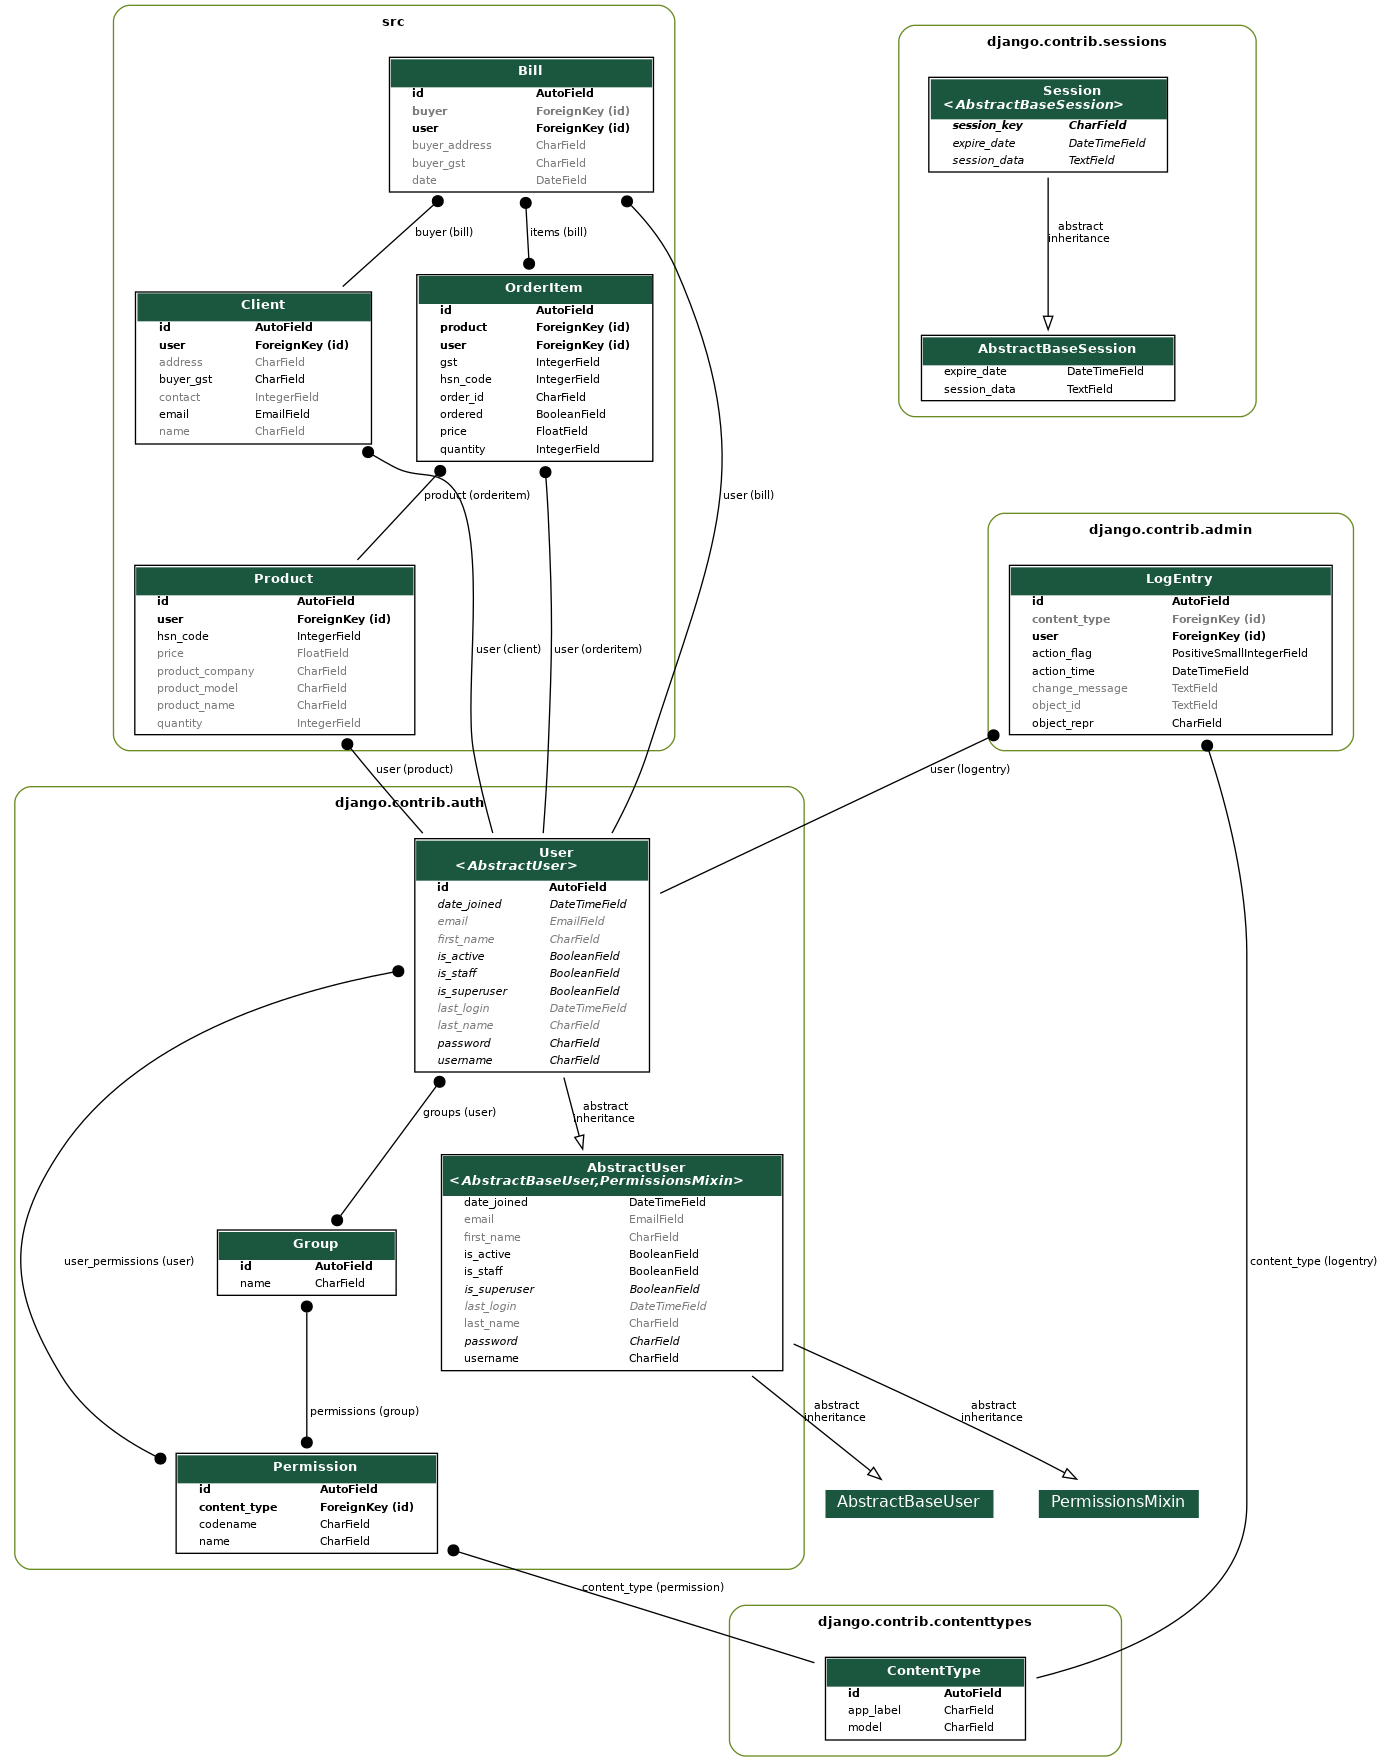 src
Bill
id AutoField
buyer ForeignKey (id)
user ForeignKey (id)
buyer_address CharField
buyer_gst CharField
date DateField
buyer (bill)
items (bill)
Client
id AutoField
user ForeignKey (id)
address CharField
buyer_gst CharField
contact IntegerField
email EmailField
name CharField
OrderItem
id AutoField
product ForeignKey (id)
user ForeignKey (id)
gst IntegerField
hsn_code IntegerField
order_id CharField
ordered BooleanField
price FloatField
quantity IntegerField
product (orderitem)
user (bill)
Product
id AutoField
user ForeignKey (id)
hsn_code IntegerField
price FloatField
product_company CharField
product_model CharField
product_name CharField
quantity IntegerField
user (client)
user (orderitem)
user (product)
django.contrib.sessions
Session
<AbstractBaseSession>
session_key CharField
expire_date DateTimeField
session_data TextField
abstract
inheritance
AbstractBaseSession
expire_date DateTimeField
session_data TextField
django.contrib.admin
LogEntry
id AutoField
content_type ForeignKey (id)
user ForeignKey (id)
action_flag PositiveSmallIntegerField
action_time DateTimeField
change_message TextField
object_id TextField
object_repr CharField
user (logentry)
django.contrib.auth
User
<AbstractUser>
id AutoField
date_joined DateTimeField
email EmailField
first_name CharField
is_active BooleanField
is_staff BooleanField
is_superuser BooleanField
last_login DateTimeField
last_name CharField
password CharField
username CharField
groups (user)
abstract
inheritance
AbstractUser
<AbstractBaseUser,PermissionsMixin>
date_joined DateTimeField
email EmailField
first_name CharField
is_active BooleanField
is_staff BooleanField
is_superuser BooleanField
last_login DateTimeField
last_name CharField
password CharField
username CharField
user_permissions (user)
Group
id AutoField
name CharField
content_type (logentry)
permissions (group)
abstract
inheritance
abstract
inheritance
Permission
id AutoField
content_type ForeignKey (id)
codename CharField
name CharField
AbstractBaseUser
PermissionsMixin
content_type (permission)
django.contrib.contenttypes
ContentType
id AutoField
app_label CharField
model CharField